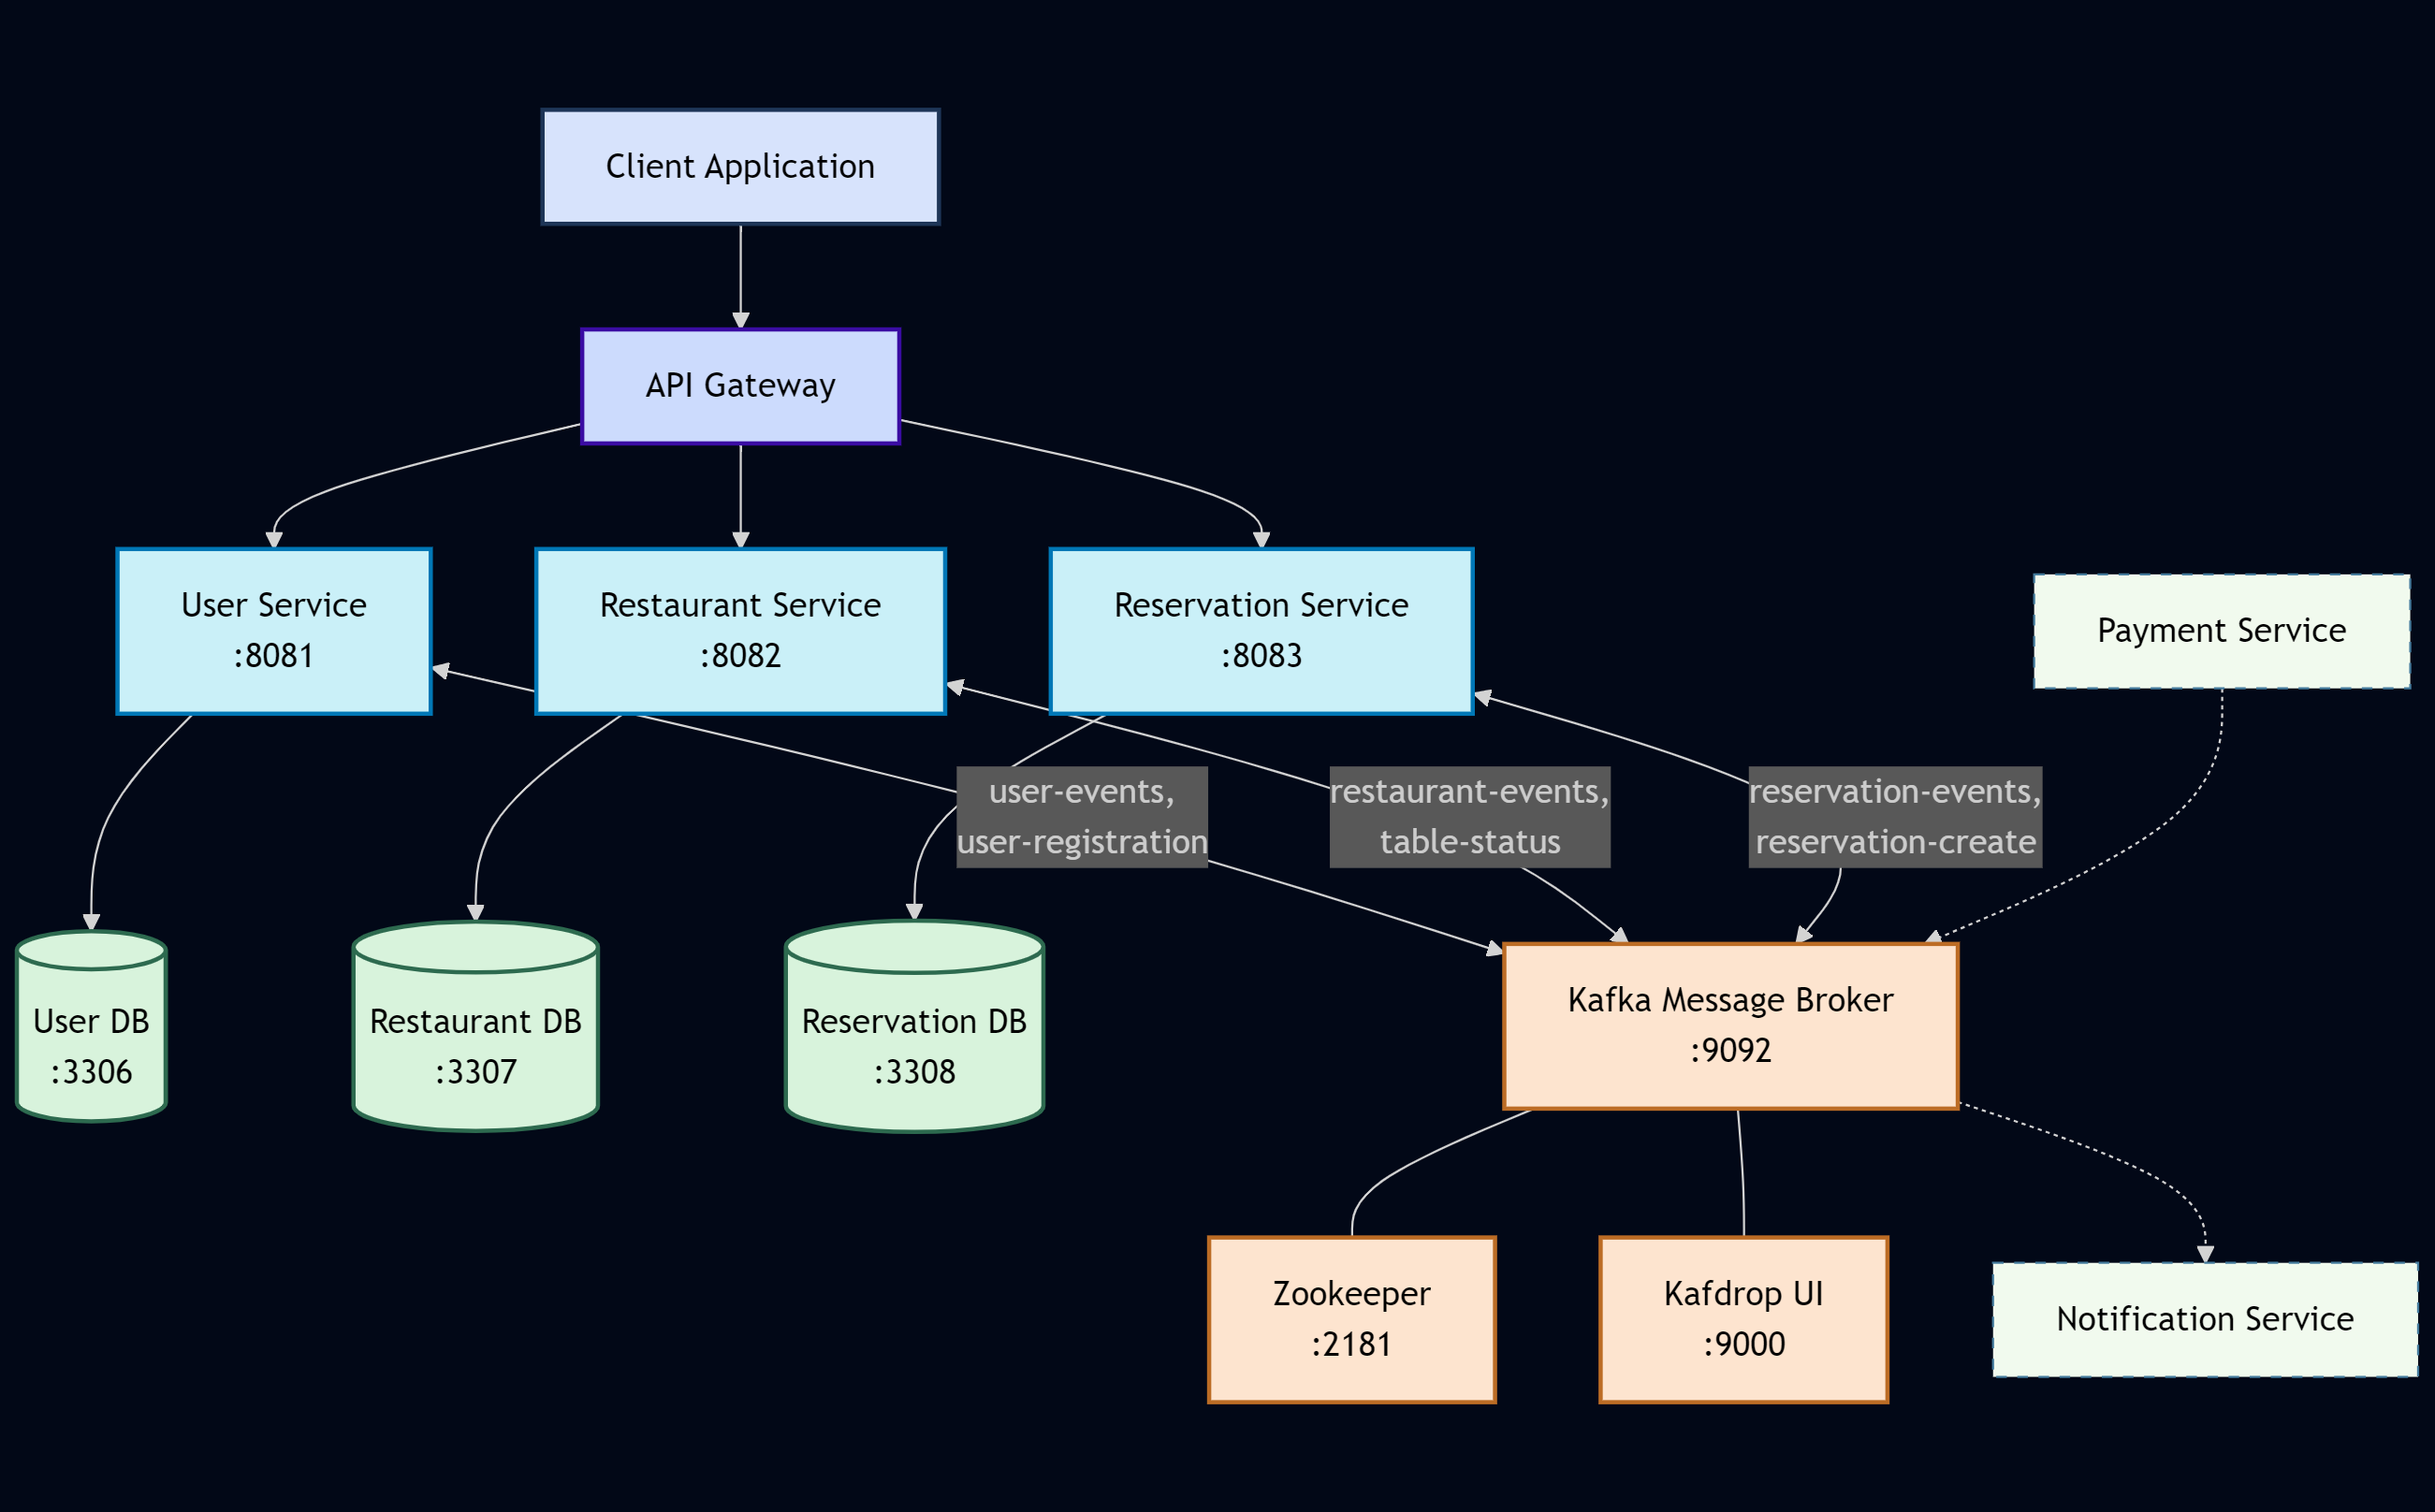 Client Application
API Gateway
User Service
:8081
Restaurant Service
:8082
Reservation Service
:8083
Payment Service
user-events,
user-registration
restaurant-events,
table-status
reservation-events,
reservation-create
User DB
:3306
Restaurant DB
:3307
Reservation DB
:3308
Kafka Message Broker
:9092
Zookeeper
:2181
Kafdrop UI
:9000
Notification Service